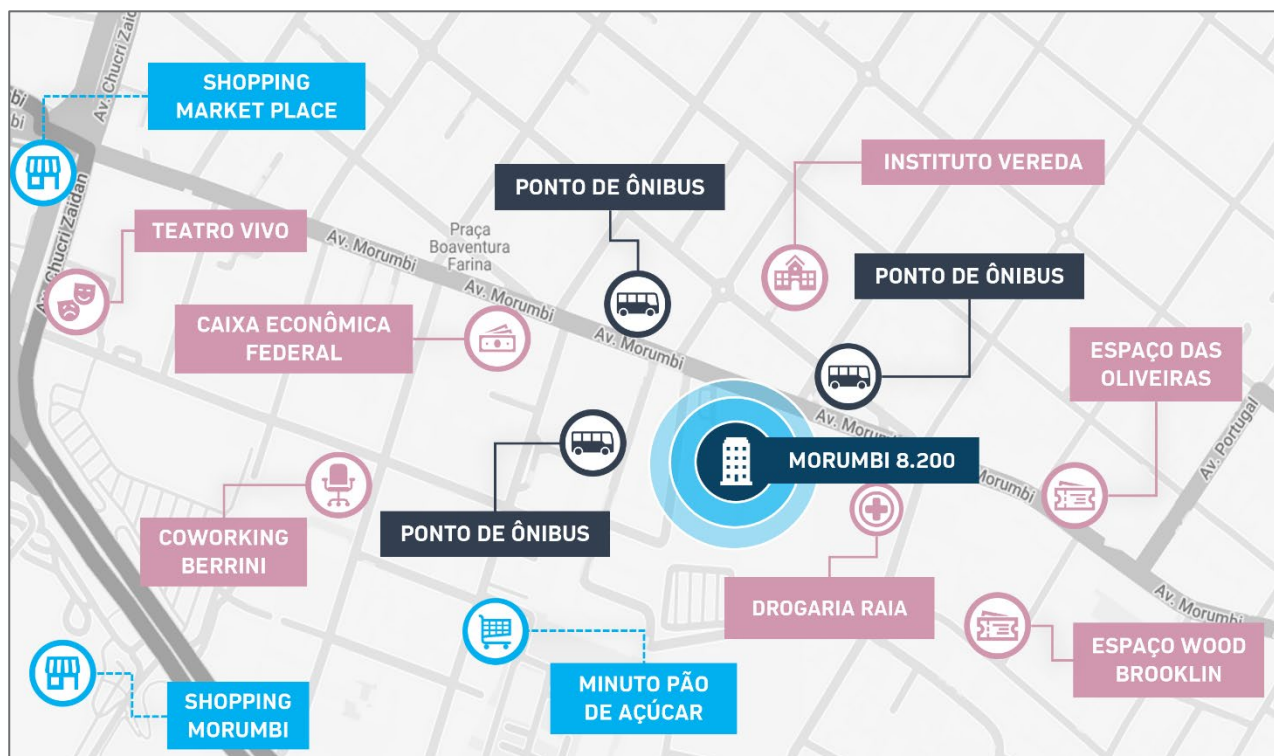 SHOPPING
MARKET PLACE
Av. Chucri Zaidan
bi
bi
INSTITUTO VEREDA
PONTO DE ÔNIBUS
TEATRO VIVO
Av. Chucri Zaidan
Av. Morumbi
Praça
Boaventura
Farina
Av. Morumbi
PONTO DE ÔNIBUS
CAIXA ECONÔMICA
FEDERAL
Av. Morumbi
ESPAÇO DAS
OLIVEIRAS
Av. Portugal
Av. Morumbi
MORUMBI 8.200
Morumbi
PONTO DE ÔNIBUS
COWORKING
BERRINI
DROGARIA RAIA
Av. Morumbi
ESPAÇO WOOD
BROOKLIN
SHOPPING
MORUMBI
MINUTO PÃO
DE AÇÚCAR